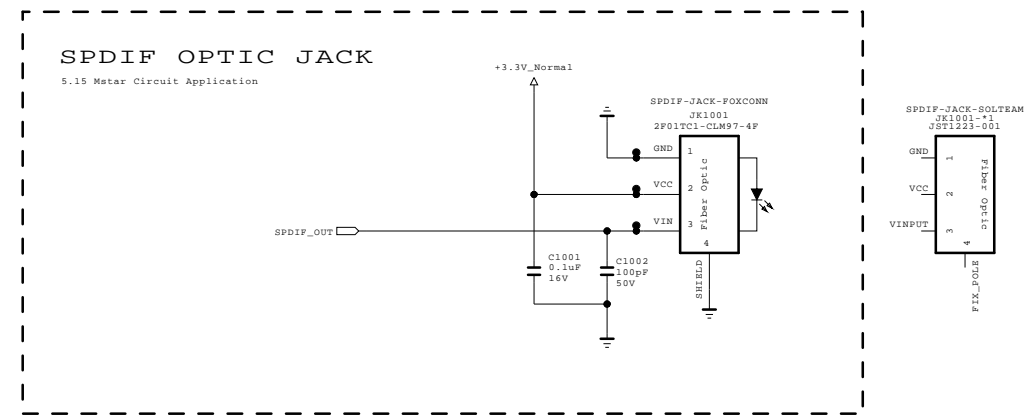 SPDIF OPTIC JACK
5.15 Mstar Circuit Application
+3.3V_Normal
SPDIF-JACK-FOXCONN
JK1001
2F01TC1-CLM97-4F
GND
1
VCC
2
VIN
3
4
Fiber Optic
SHIELD
SPDIF_OUT
C1001
0.1uF
16V
C1002
100pF
50V
SPDIF-JACK-SOLTEAM
JK1001-*1
JST1223-001
GND
1
VCC
2
VINPUT
3
4
Fiber Optic
FIX_POLE